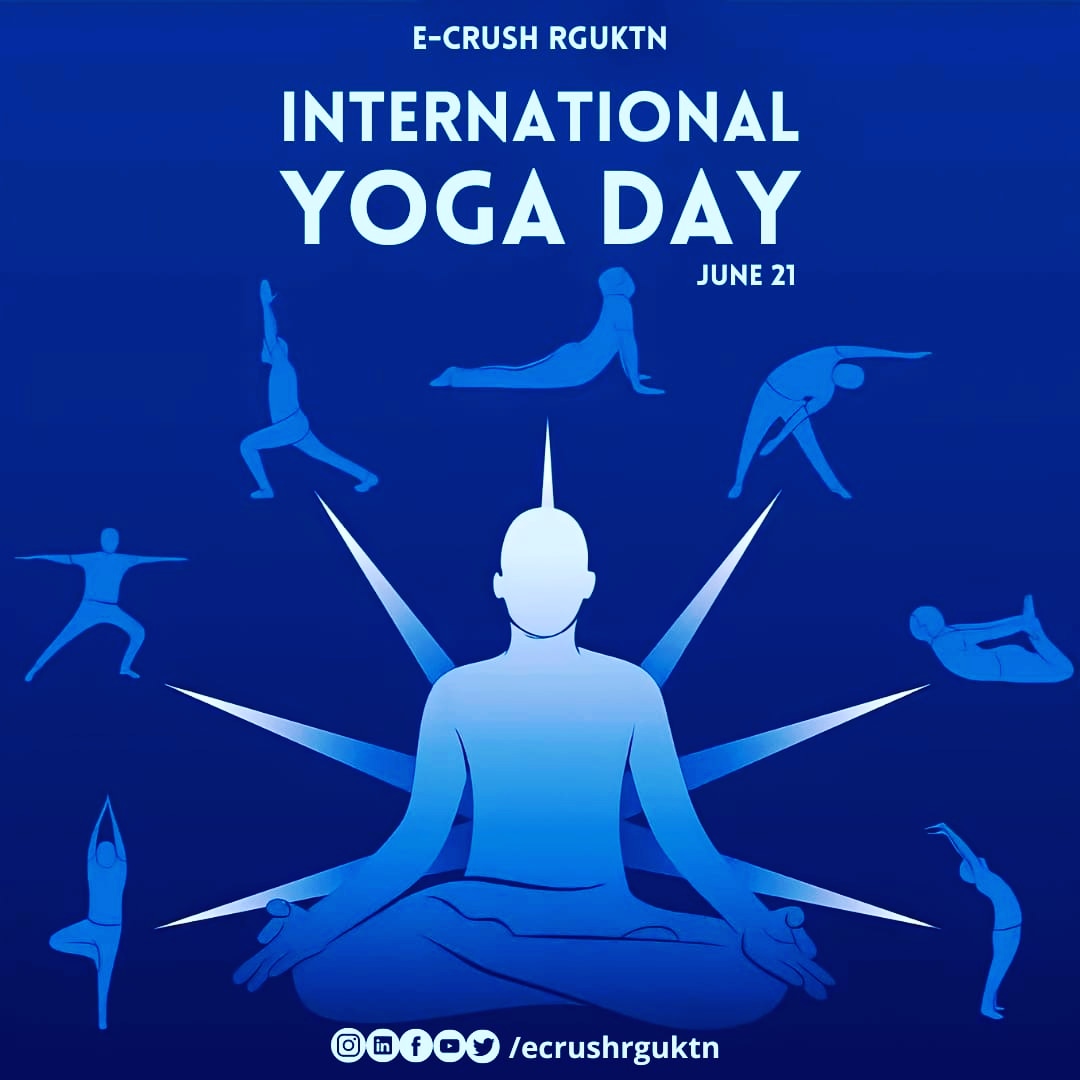 E-CRUSH RGUKTN
INTERNATIONAL
YOGA DAY
JUNE 21
/ecrushrguktn